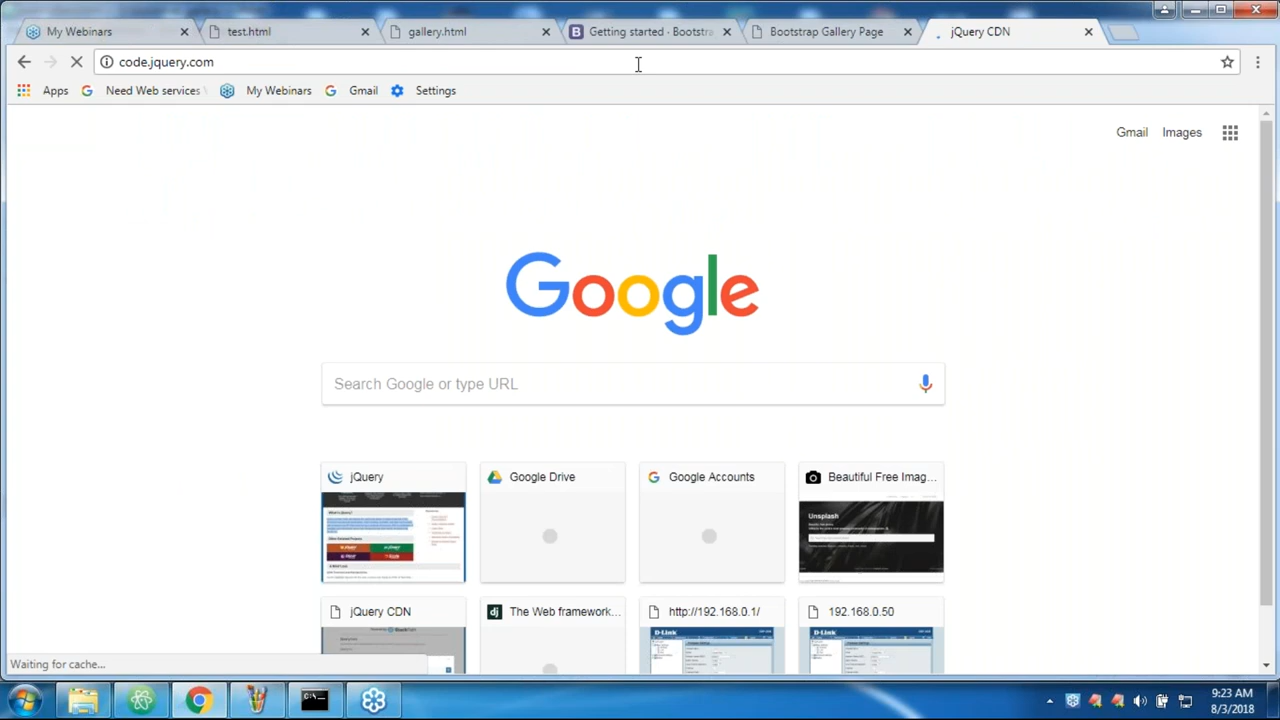 My Webinars
test.html
gallery.html
Getting started · Bootstra
Bootstrap Gallery Page
jQuery CDN
code.jquery.com
Apps
Need Web services
My Webinars
Gmail
Settings
Gmail
Images
Google
Search Google or type URL
jQuery
Google Drive
Google Accounts
Beautiful Free Imag...
Unsplash
jQuery CDN
The Web framework...
http://192.168.0.1/
192.168.0.50
D-Link
D-Link
Waiting for cache...
9:23 AM
8/3/2018